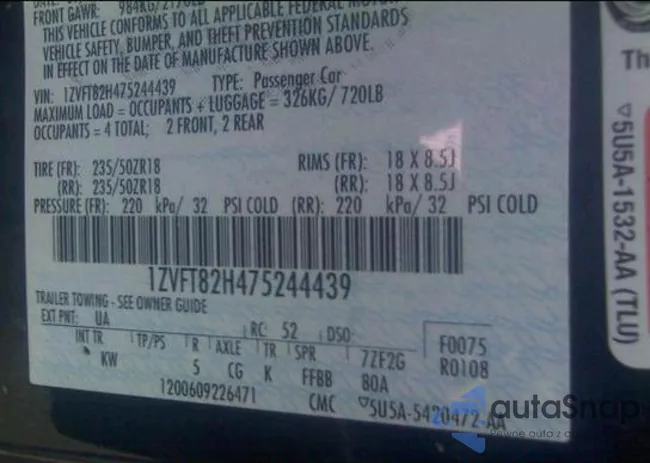 FRONT GAWR: 984KG/2170LB
THIS VEHICLE CONFORMS TO ALL APPLICABLE FEDERAL MOTOR
VEHICLE SAFETY, BUMPER, AND THEFT PREVENTION STANDARDS
IN EFFECT ON THE DATE OF MANUFACTURE SHOWN ABOVE.
VIN: 1ZVFT82H475244439 TYPE: Passenger Car
MAXIMUM LOAD = OCCUPANTS + LUGGAGE = 326KG/ 720LB
OCCUPANTS = 4 TOTAL; 2 FRONT, 2 REAR
TIRE (FR): 235/50ZR18 RIMS (FR): 18 X 8.5J
(RR): 235/50ZR18 (RR): 18 X 8.5J
PRESSURE (FR): 220 kPa/ 32 PSI COLD (RR): 220 kPa/ 32 PSI COLD
1ZVFT82H475244439
TRAILER TOWING - SEE OWNER GUIDE
EXT PNT: UA RC: 52 DSO: F0075
INT TR TP/PS R AXLE TR SPR 7ZF2G R0108
KW 5 CG K FFBB 80A
1200609226471 CMC ▽5U5A-5420472-AA
▽5U5A-1532-AA (TLU)
Th
autaSnap